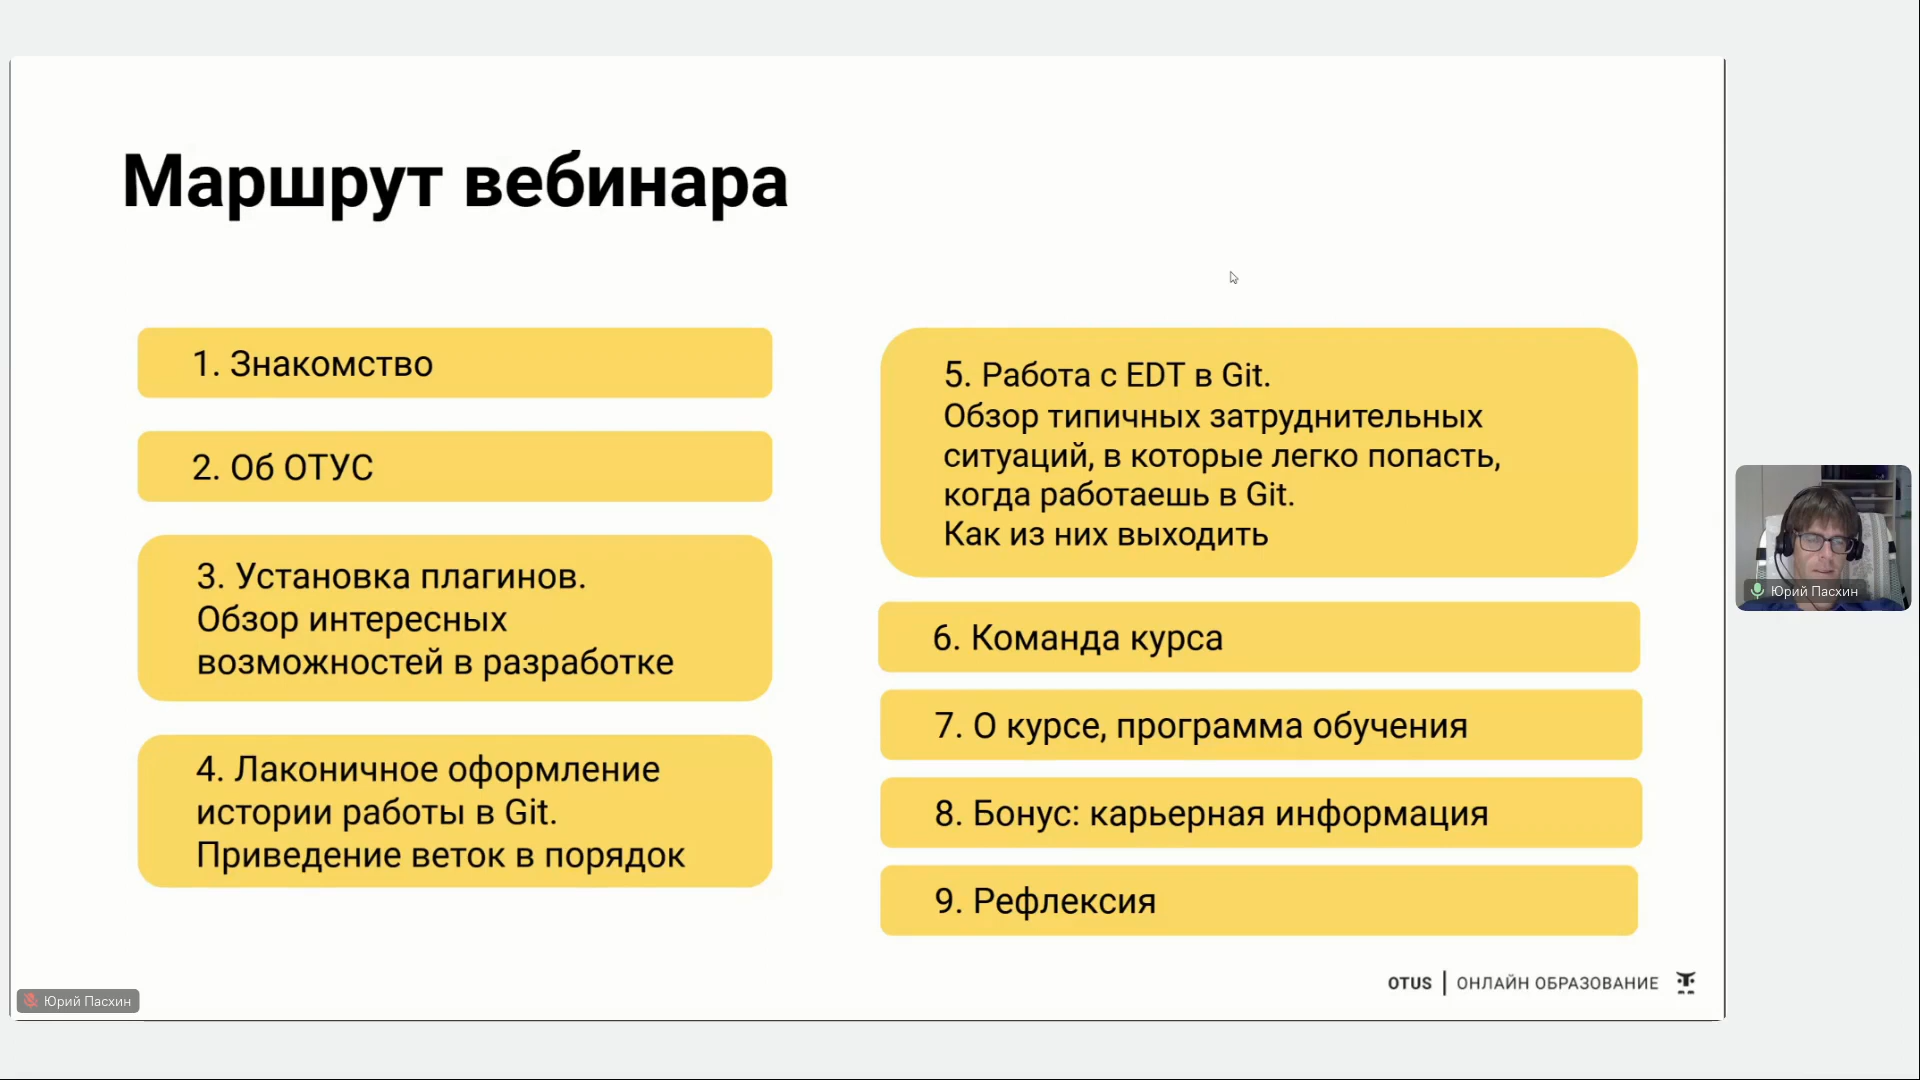 Маршрут вебинара
1. Знакомство
2. Об ОТУС
3. Установка плагинов.
Обзор интересных
возможностей в разработке
4. Лаконичное оформление
истории работы в Git.
Приведение веток в порядок
5. Работа с EDT в Git.
Обзор типичных затруднительных
ситуаций, в которые легко попасть,
когда работаешь в Git.
Как из них выходить
6. Команда курса
7. О курсе, программа обучения
8. Бонус: карьерная информация
9. Рефлексия
OTUS | ОНЛАЙН ОБРАЗОВАНИЕ
Юрий Пасхин
Юрий Пасхин